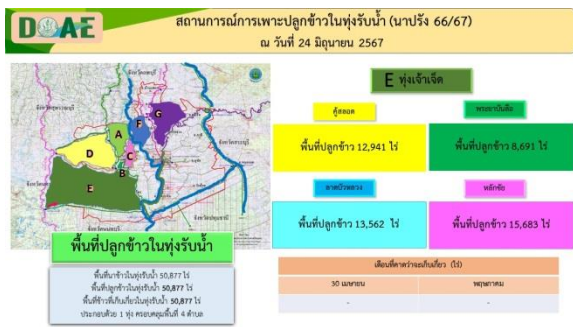 DOAE
สถานการณ์การเพาะปลูกข้าวในทุ่งรับน้ำ (นาปรัง 66/67)
ณ วันที่ 24 มิถุนายน 2567
E ทุ่งเจ้าเจ็ด
A
B
C
D
E
F
G
คู้สลอด
พระยาบันลือ
พื้นที่ปลูกข้าว 12,941 ไร่
พื้นที่ปลูกข้าว 8,691 ไร่
ลาดบัวหลวง
หลักชัย
พื้นที่ปลูกข้าว 13,562 ไร่
พื้นที่ปลูกข้าว 15,683 ไร่
พื้นที่ปลูกข้าวในทุ่งรับน้ำ
พื้นที่นาข้าวในทุ่งรับน้ำ 50,877 ไร่
พื้นที่ปลูกข้าวในทุ่งรับน้ำ 50,877 ไร่
พื้นที่ข้าวที่เก็บเกี่ยวในทุ่งรับน้ำ 50,877 ไร่
ประกอบด้วย 1 ทุ่ง ครอบคลุมพื้นที่ 4 ตำบล
เดือนที่คาดว่าจะเก็บเกี่ยว (ไร่)
30 เมษายน
พฤษภาคม
-
-